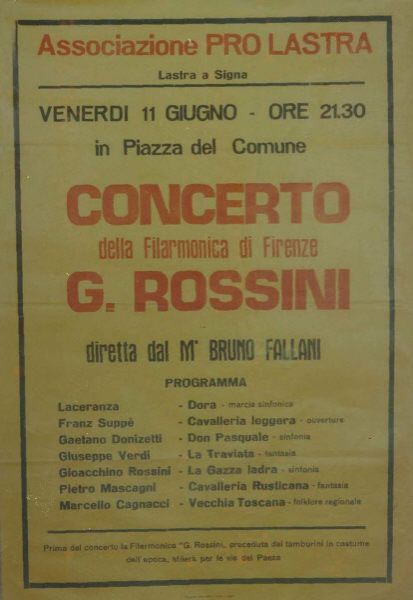 Associazione PRO LASTRA
Lastra a Signa
VENERDI 11 GIUGNO - ORE 21.30
in Piazza del Comune
CONCERTO
della Filarmonica di Firenze
G. ROSSINI
diretta dal M° BRUNO FALLANI
PROGRAMMA
Laceranza - Dora - marcia sinfonica
Franz Suppè - Cavalleria leggera - ouverture
Gaetano Donizetti - Don Pasquale - sinfonia
Giuseppe Verdi - La Traviata - fantasia
Gioacchino Rossini - La Gazza ladra - sinfonia
Pietro Mascagni - Cavalleria Rusticana - fantasia
Marcello Cagnacci - Vecchia Toscana - folklore regionale
Prima del concerto la Filarmonica "G. Rossini, preceduta dai tamburini in costume
dell'epoca, sfilerà per le vie del Paese